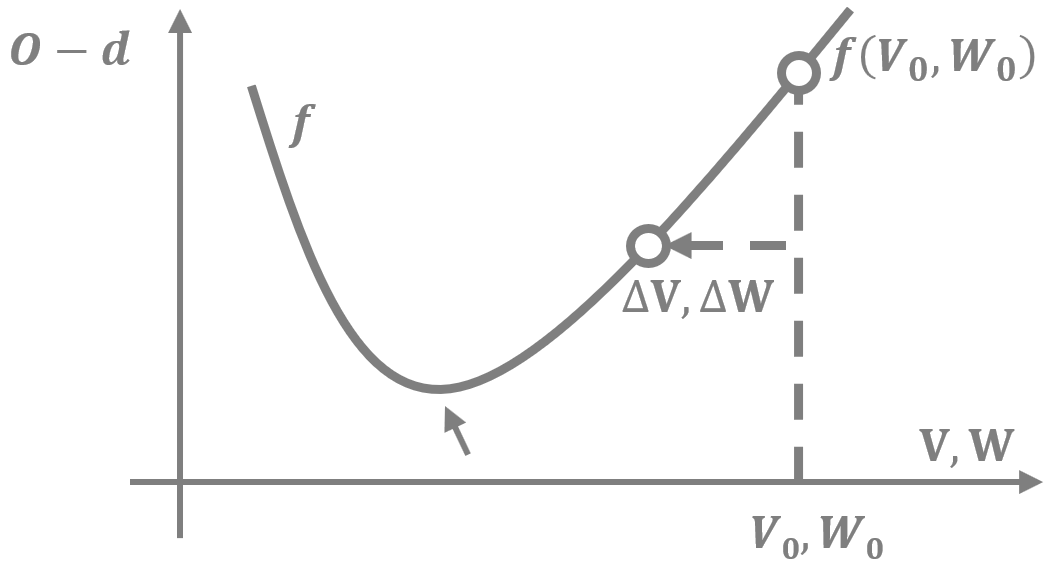 O − d
f
f(V₀, W₀)
ΔV, ΔW
V, W
V₀, W₀